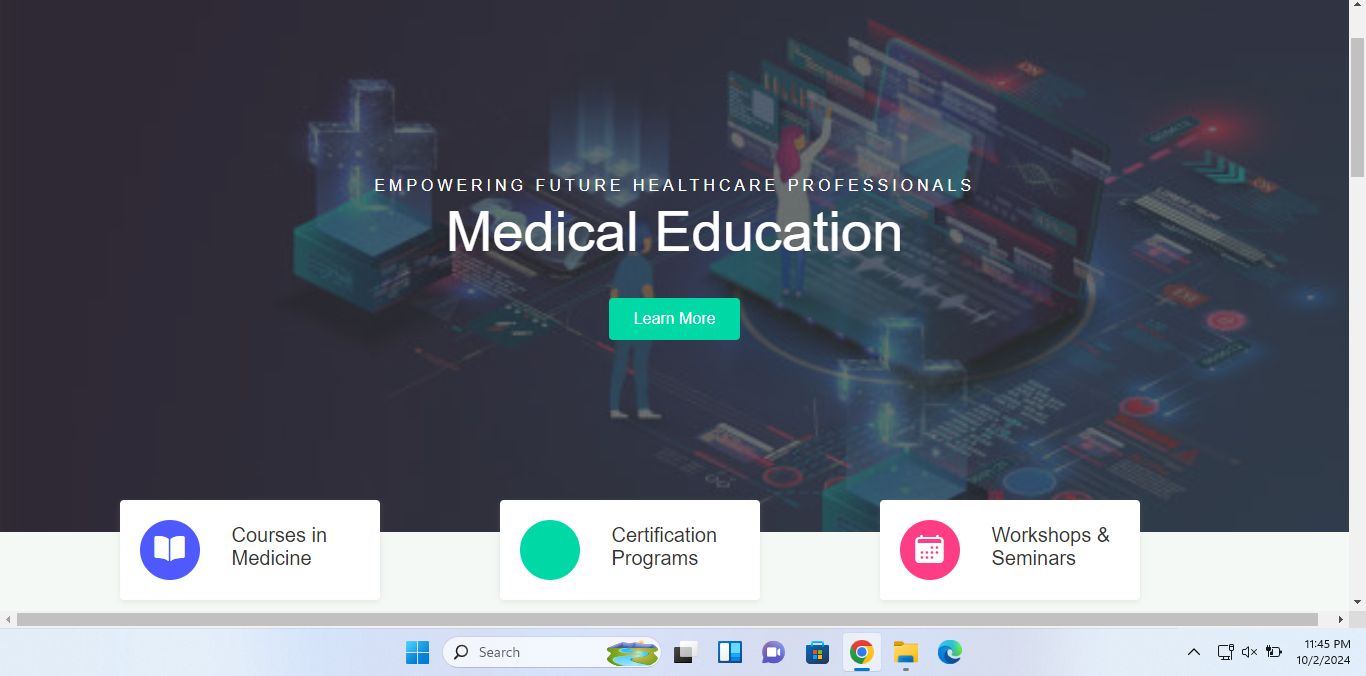 EMPOWERING FUTURE HEALTHCARE PROFESSIONALS
Medical Education
Learn More
Courses in
Medicine
Certification
Programs
Workshops &
Seminars
Search
11:45 PM
10/2/2024